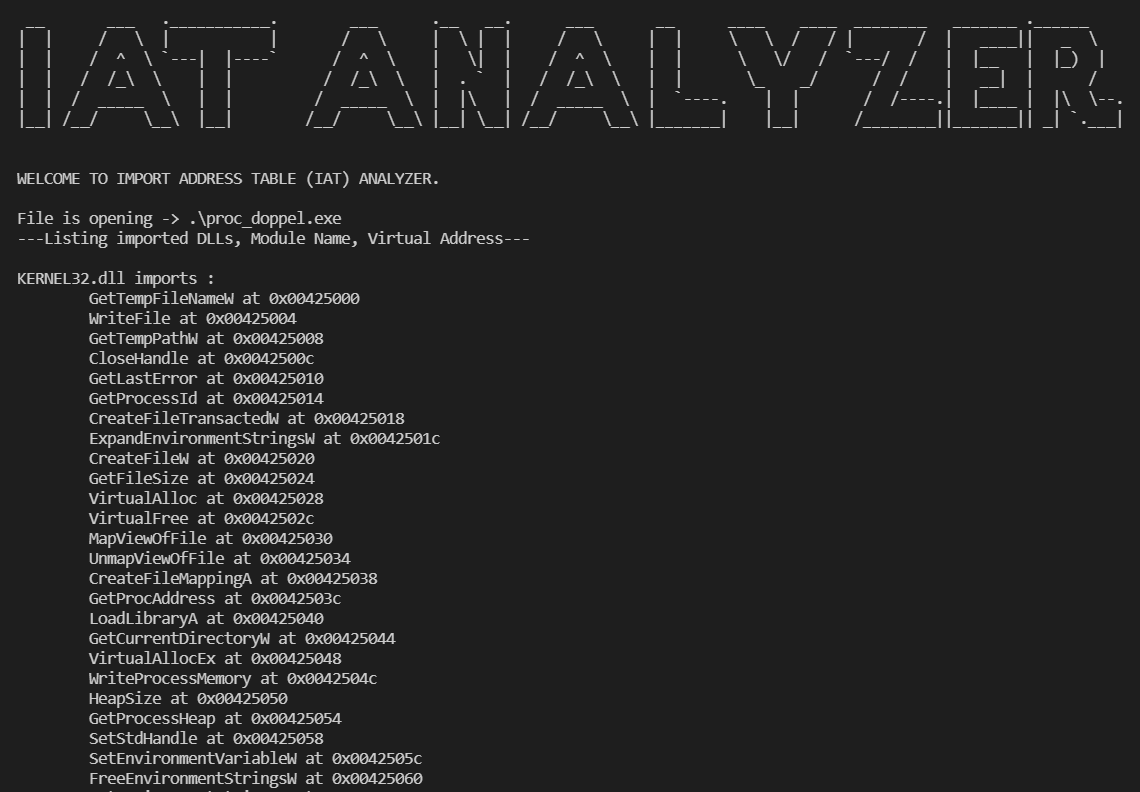 IAT ANALYZER
WELCOME TO IMPORT ADDRESS TABLE (IAT) ANALYZER.
File is opening -> .\proc_doppel.exe
---Listing imported DLLs, Module Name, Virtual Address---
KERNEL32.dll imports :
GetTempFileNameW at 0x00425000
WriteFile at 0x00425004
GetTempPathW at 0x00425008
CloseHandle at 0x0042500c
GetLastError at 0x00425010
GetProcessId at 0x00425014
CreateFileTransactedW at 0x00425018
ExpandEnvironmentStringsW at 0x0042501c
CreateFileW at 0x00425020
GetFileSize at 0x00425024
VirtualAlloc at 0x00425028
VirtualFree at 0x0042502c
MapViewOfFile at 0x00425030
UnmapViewOfFile at 0x00425034
CreateFileMappingA at 0x00425038
GetProcAddress at 0x0042503c
LoadLibraryA at 0x00425040
GetCurrentDirectoryW at 0x00425044
VirtualAllocEx at 0x00425048
WriteProcessMemory at 0x0042504c
HeapSize at 0x00425050
GetProcessHeap at 0x00425054
SetStdHandle at 0x00425058
SetEnvironmentVariableW at 0x0042505c
FreeEnvironmentStringsW at 0x00425060